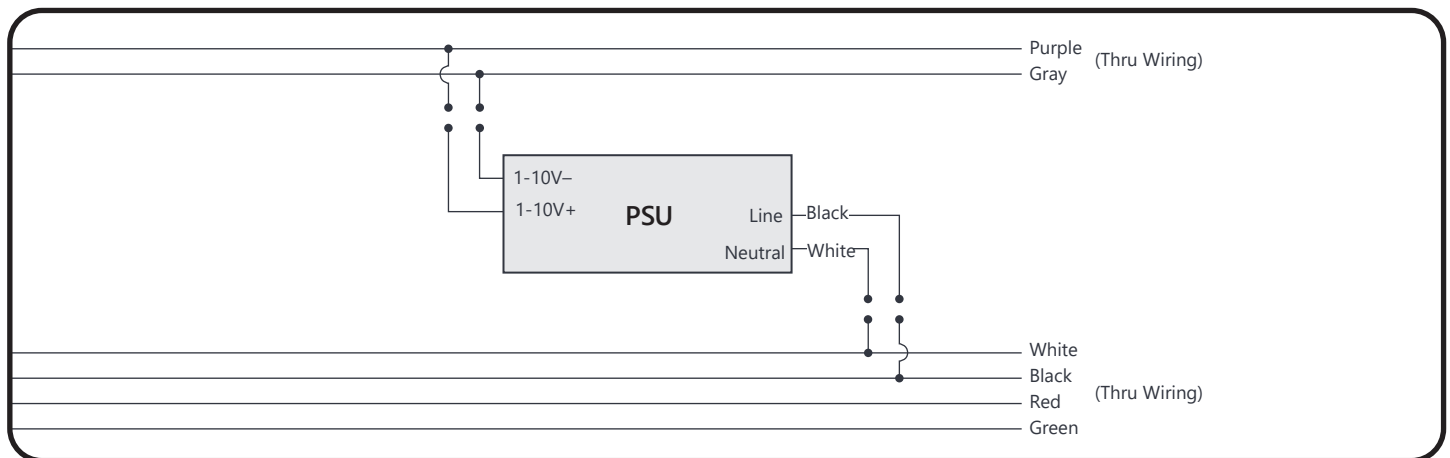 Purple
(Thru Wiring)
Gray
1-10V–
1-10V+
PSU
Line
Black
Neutral
White
White
Black
(Thru Wiring)
Red
Green